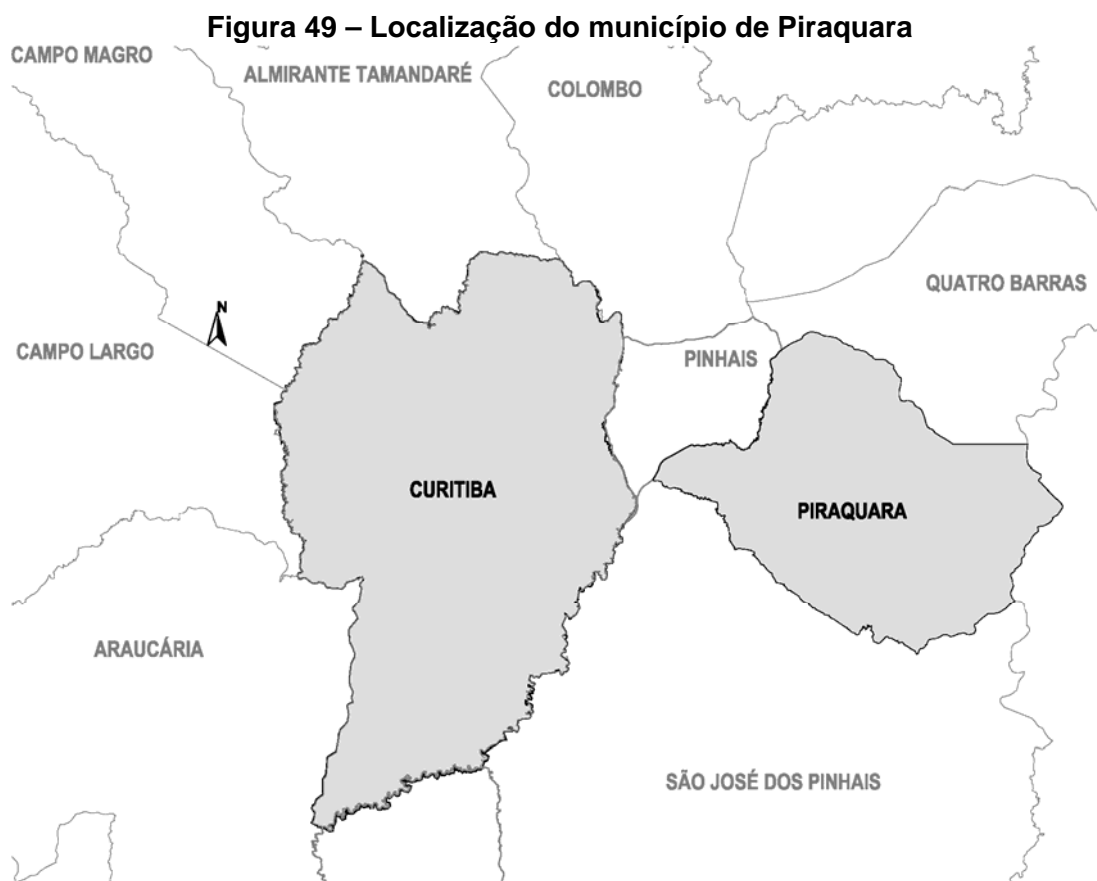 Figura 49 – Localização do município de Piraquara
CAMPO MAGRO
ALMIRANTE TAMANDARÉ
COLOMBO
QUATRO BARRAS
N
CAMPO LARGO
PINHAIS
CURITIBA
PIRAQUARA
ARAUCÁRIA
SÃO JOSÉ DOS PINHAIS